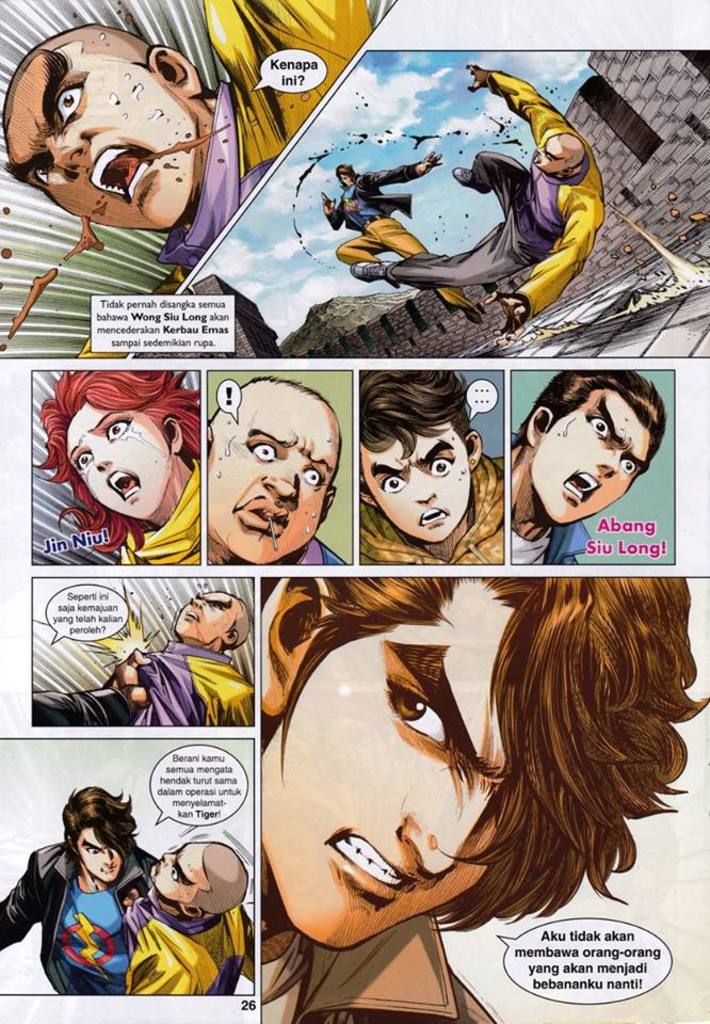 Kenapa
ini?
Tidak pernah disangka semua
bahawa Wong Siu Long akan
mencederakan Kerbau Emas
sampai sedemikian rupa.
Jin Niu!
!
... ...
Abang
Siu Long!
Seperti ini
saja kemajuan
yang telah kalian
peroleh?
Berani kamu
semua mengata
hendak turut sama
dalam operasi untuk
menyelamat-
kan Tiger!
Aku tidak akan
membawa orang-orang
yang akan menjadi
bebananku nanti!
26